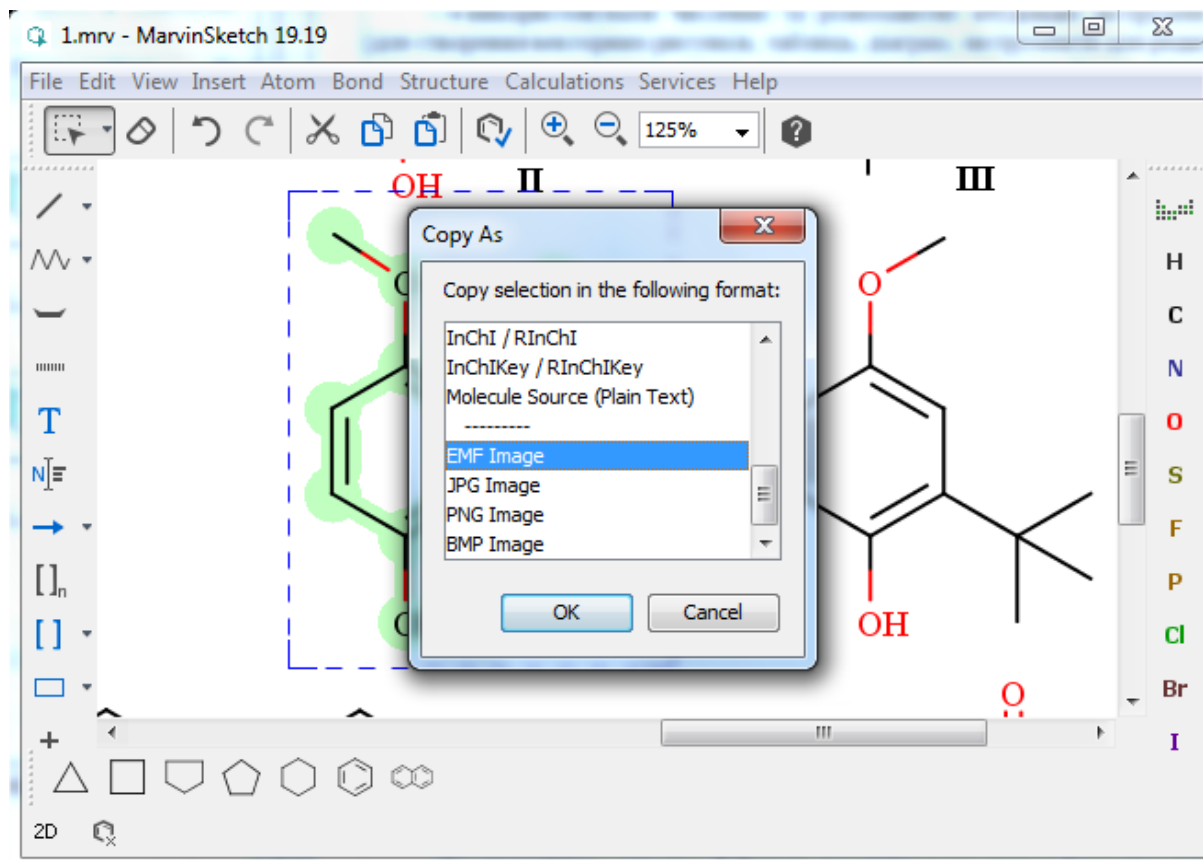 1.mrv - MarvinSketch 19.19
File Edit View Insert Atom Bond Structure Calculations Services Help
125%
OH II III
Copy As
Copy selection in the following format:
InChI / RInChI
InChIKey / RInChIKey
Molecule Source (Plain Text)
---------
EMF Image
JPG Image
PNG Image
BMP Image
OK Cancel
O
OH
O
T
N
[ ]n
[ ]
H
C
N
O
S
F
P
Cl
Br
I
2D